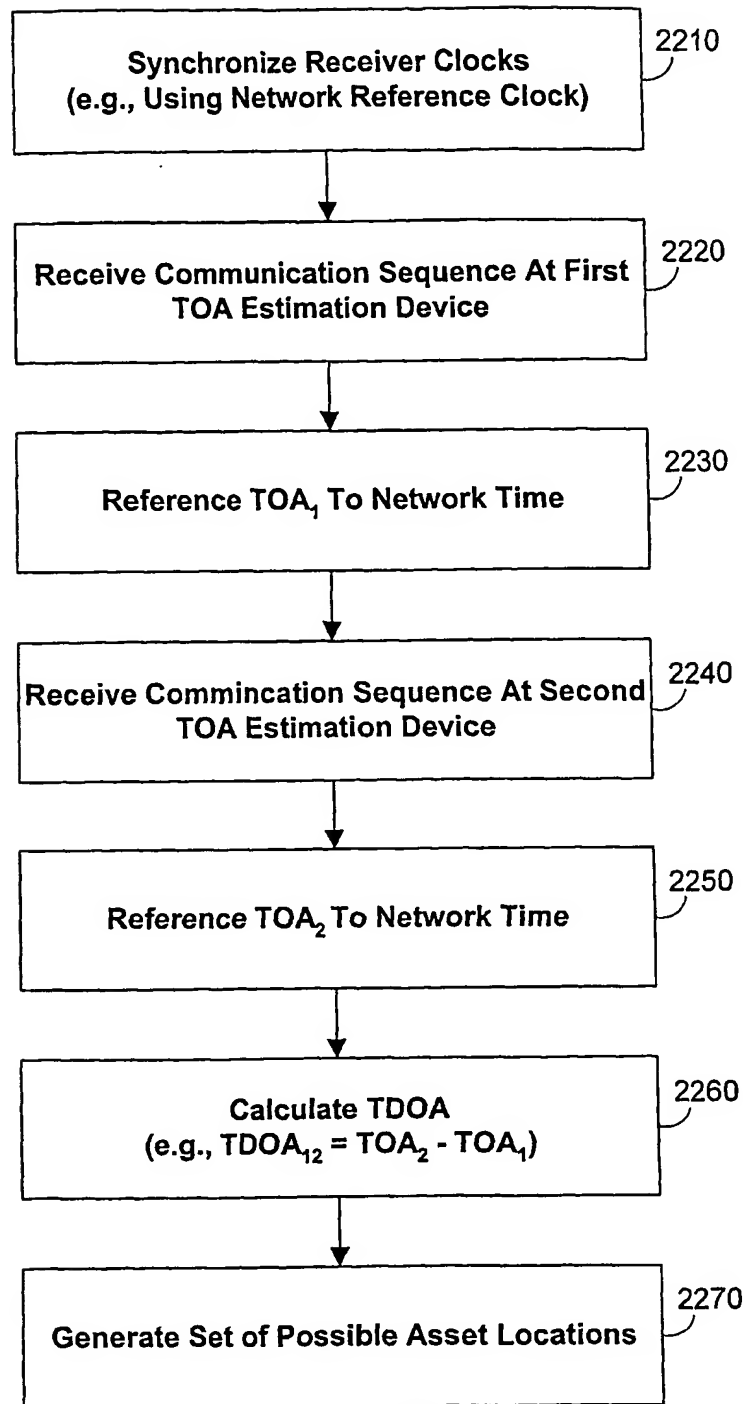 Synchronize Receiver Clocks
(e.g., Using Network Reference Clock)
2210
Receive Communication Sequence At First
TOA Estimation Device
2220
Reference TOA₁ To Network Time
2230
Receive Commincation Sequence At Second
TOA Estimation Device
2240
Reference TOA₂ To Network Time
2250
Calculate TDOA
(e.g., TDOA₁₂ = TOA₂ - TOA₁)
2260
Generate Set of Possible Asset Locations
2270